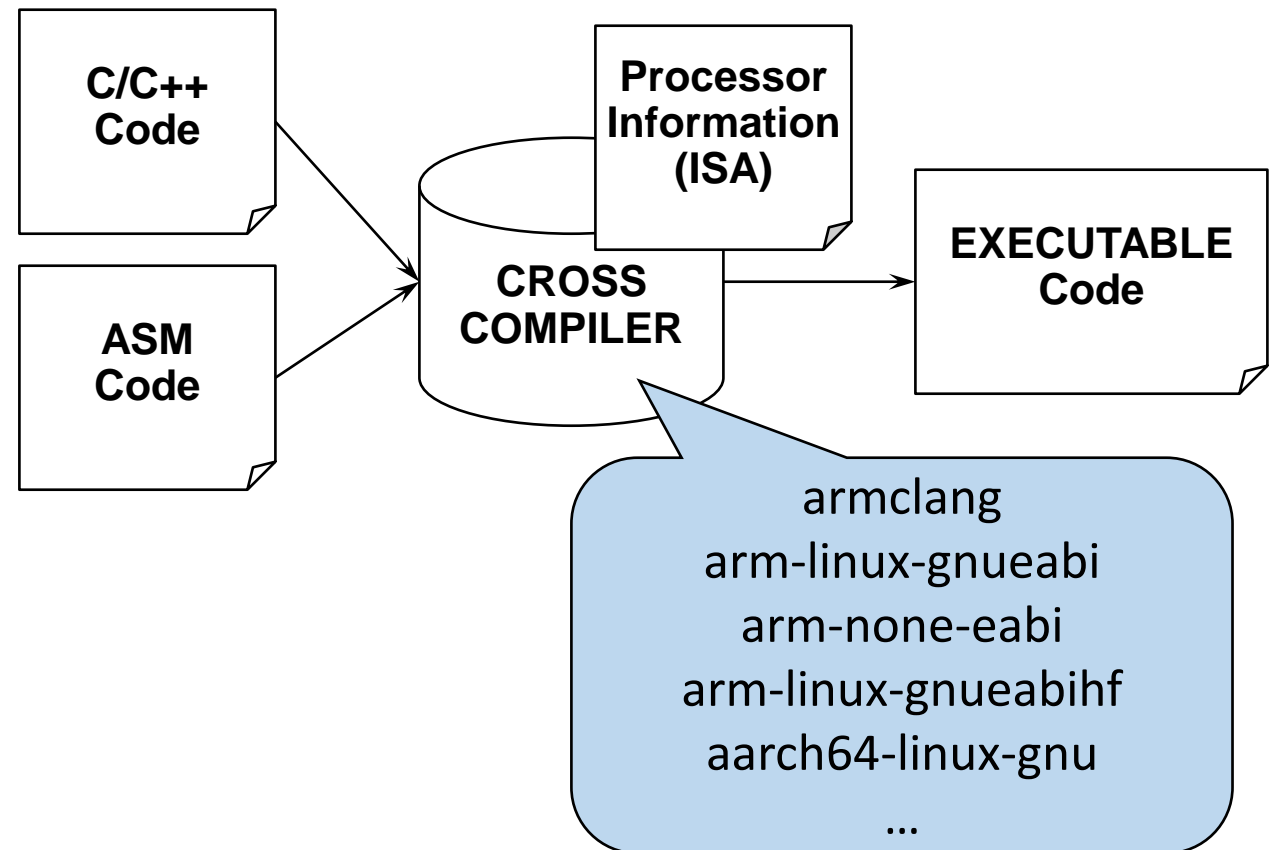 C/C++
Code
Processor
Information
(ISA)
EXECUTABLE
Code
CROSS
COMPILER
ASM
Code
armclang
arm-linux-gnueabi
arm-none-eabi
arm-linux-gnueabihf
aarch64-linux-gnu
...